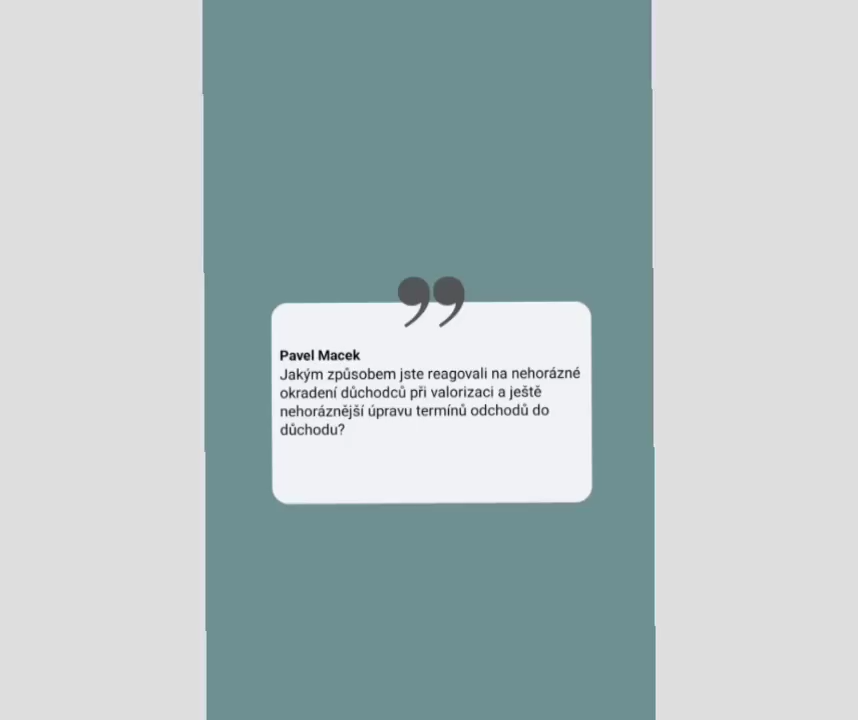 ”
Pavel Macek
Jakým způsobem jste reagovali na nehorázné
okradení důchodců při valorizaci a ještě
nehoráznější úpravu termínů odchodů do
důchodu?